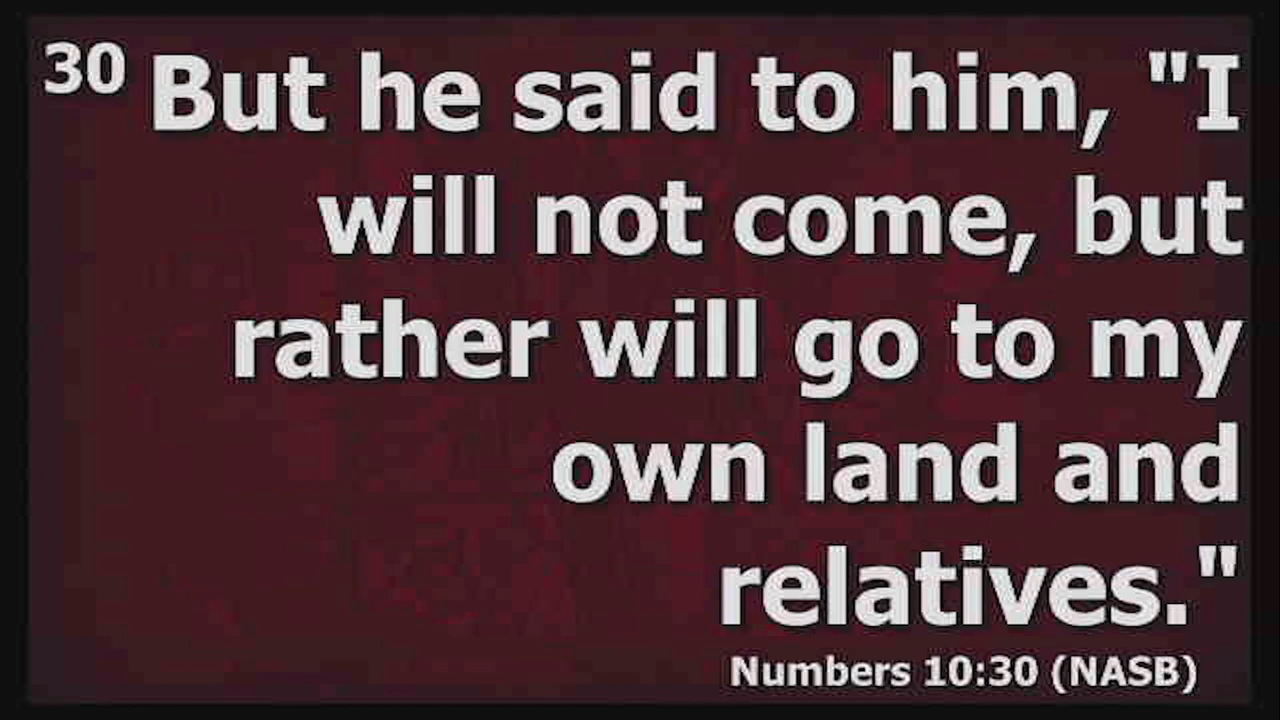 30 But he said to him, "I
will not come, but
rather will go to my
own land and
relatives."
Numbers 10:30 (NASB)